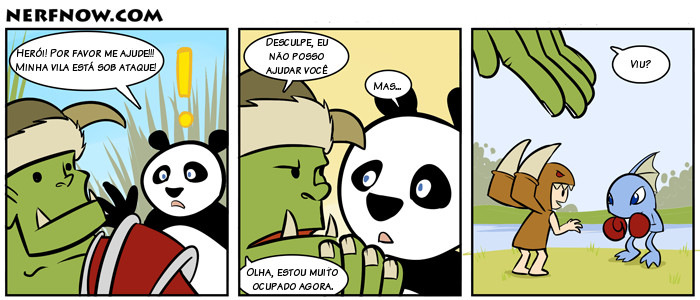 NERFNOW.COM
HERÓI! POR FAVOR ME AJUDE!!!
MINHA VILA ESTÁ SOB ATAQUE!
!
DESCULPE, EU
NÃO POSSO
AJUDAR VOCÊ
MAS...
OLHA, ESTOU MUITO
OCUPADO AGORA.
VIU?